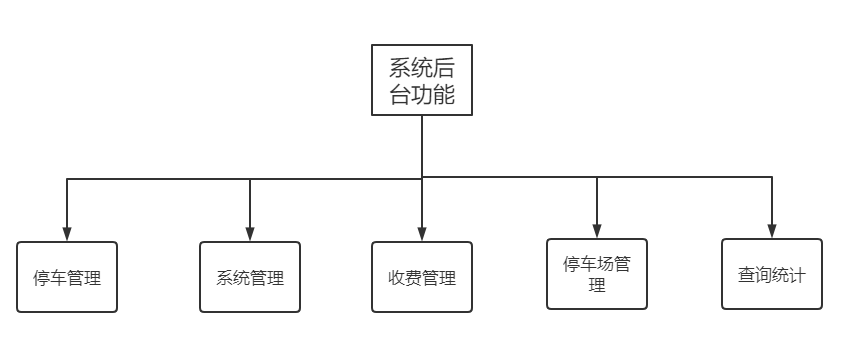 系统后
台功能
停车管理
系统管理
收费管理
停车场管
理
查询统计